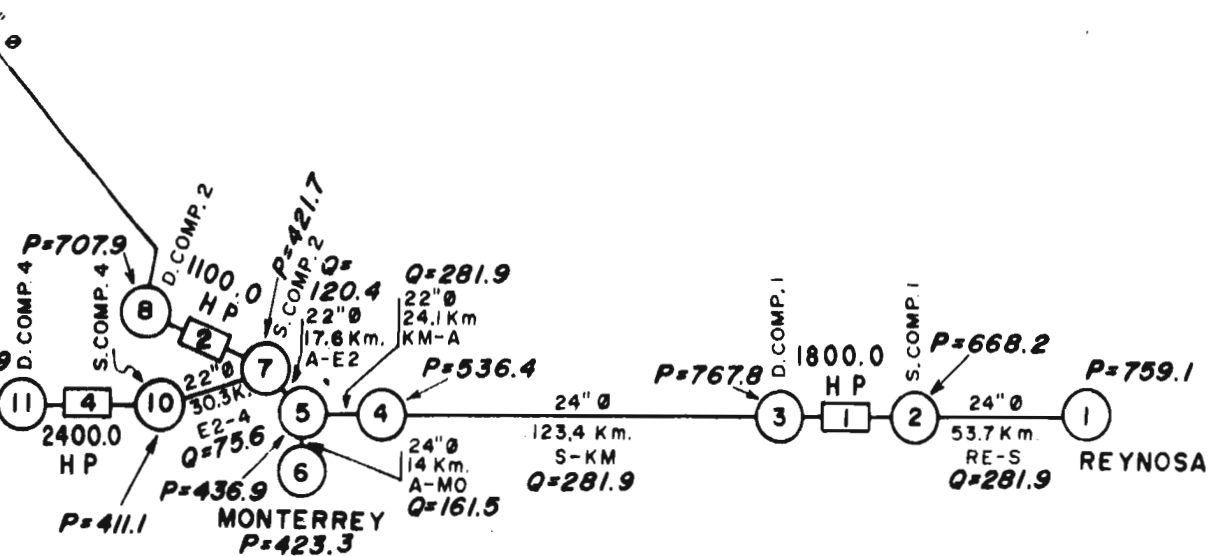 θ
P=707.9
D. COMP. 2
1100.0
HP
2
8
P=421.7
S. COMP. 2
7
Q=
120.4
22"Ø
17.6 Km.
A-E2
Q=281.9
22"Ø
24.1 Km
KM-A
P=536.4
4
5
D. COMP. 4
11
4
2400.0
HP
S. COMP. 4
10
22"Ø
30.3 K.
E2-4
Q=75.6
P=411.1
P=436.9
6
MONTERREY
P=423.3
24"Ø
14 Km.
A-MO
Q=161.5
24"Ø
123.4 Km.
S-KM
Q=281.9
P=767.8
D. COMP. 1
3
1800.0
HP
1
S. COMP. 1
2
P=668.2
24"Ø
53.7 Km.
RE-S
Q=281.9
P=759.1
1
REYNOSA